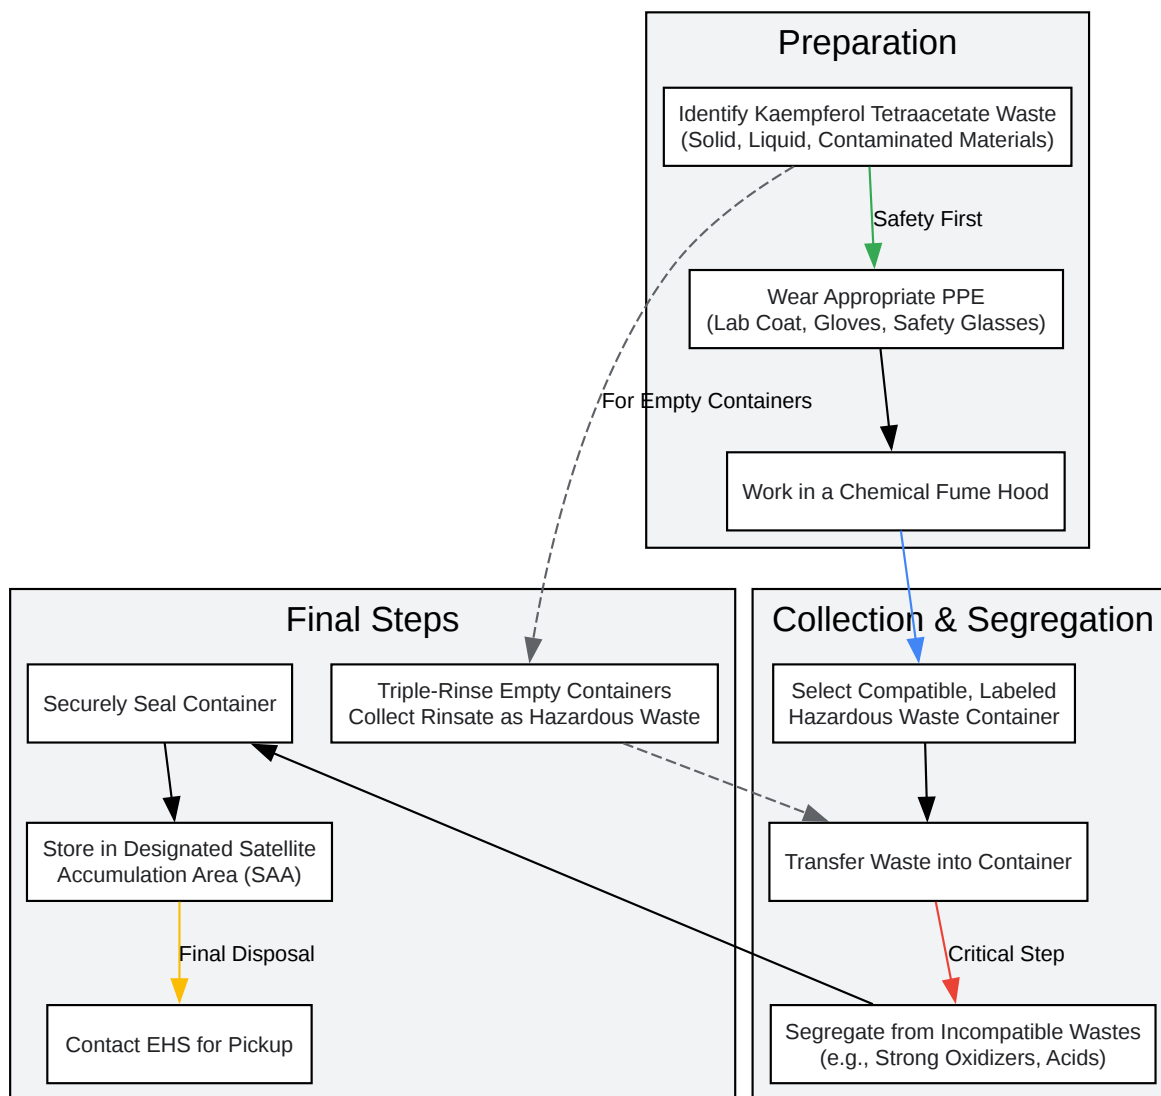 Preparation
Identify Kaempferol Tetraacetate Waste
(Solid, Liquid, Contaminated Materials)
Safety First
Wear Appropriate PPE
(Lab Coat, Gloves, Safety Glasses)
For Empty Containers
Work in a Chemical Fume Hood
Final Steps
Securely Seal Container
Triple-Rinse Empty Containers
Collect Rinsate as Hazardous Waste
Store in Designated Satellite
Accumulation Area (SAA)
Final Disposal
Contact EHS for Pickup
Collection & Segregation
Select Compatible, Labeled
Hazardous Waste Container
Transfer Waste into Container
Critical Step
Segregate from Incompatible Wastes
(e.g., Strong Oxidizers, Acids)